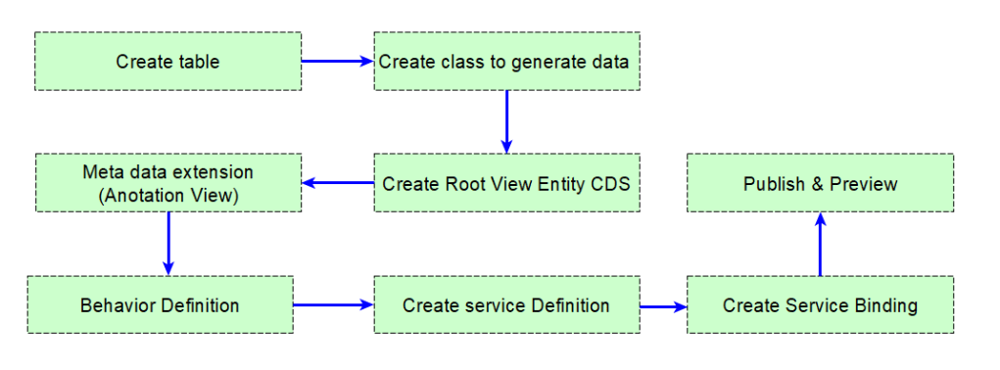 Create table
Create class to generate data
Create Root View Entity CDS
Meta data extension
(Anotation View)
Behavior Definition
Create service Definition
Create Service Binding
Publish & Preview